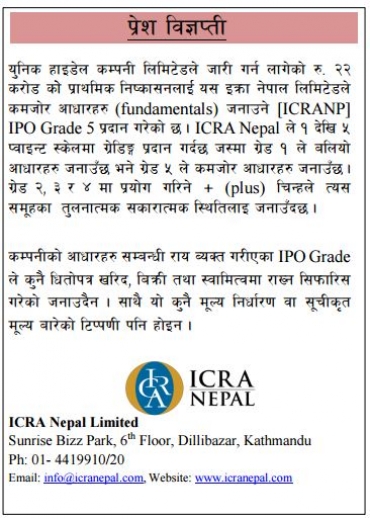 प्रेश विज्ञप्ती
युनिक हाइडेल कम्पनी लिमिटेडले जारी गर्न लागेको रु. २२
करोड को प्राथमिक निष्कासनलाई यस इक्रा नेपाल लिमिटेडले
कमजोर आधारहरु (fundamentals) जनाउने [ICRANP]
IPO Grade 5 प्रदान गरेको छ । ICRA Nepal ले १ देखि ५
प्वाइन्ट स्केलमा ग्रेडिङ्ग प्रदान गर्दछ जस्मा ग्रेड १ ले बलियो
आधारहरु जनाउँछ भने ग्रेड ५ ले कमजोर आधारहरु जनाउँछ ।
ग्रेड २, ३ र ४ मा प्रयोग गरिने + (plus) चिन्हले त्यस
समूहका तुलनात्मक सकारात्मक स्थितिलाइ जनाउँदछ ।
कम्पनीको आधारहरु सम्वन्धी राय व्यक्त गरीएका IPO Grade
ले कुनै धितोपत्र खरिद, बिक्री तथा स्वामित्वमा राख्न सिफारिस
गरेको जनाउदैन । साथै यो कुनै मूल्य निर्धारण वा सूचीकृत
मूल्य वारेको टिप्पणी पनि होइन ।
ICRA
ICRA
NEPAL
ICRA Nepal Limited
Sunrise Bizz Park, 6th Floor, Dillibazar, Kathmandu
Ph: 01- 4419910/20
Email: info@icranepal.com, Website: www.icranepal.com